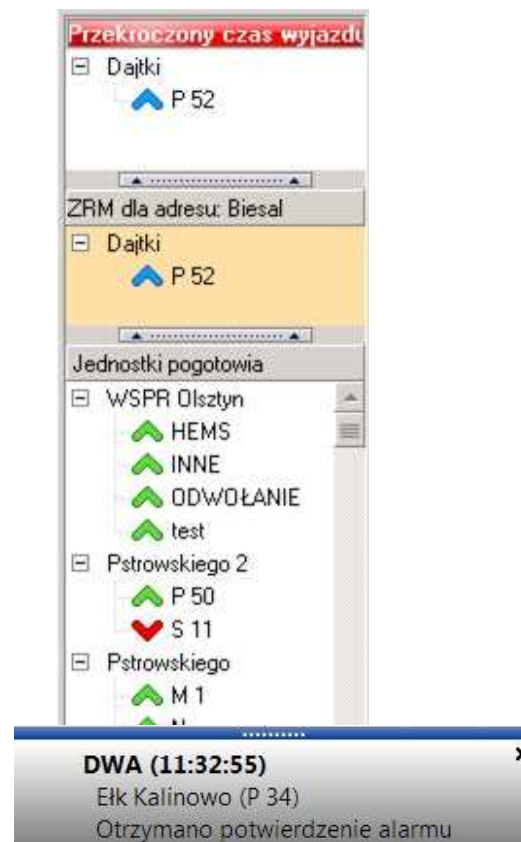 Przekroczony czas wyjazdu
Dajtki
P 52
ZRM dla adresu: Biesal
Dajtki
P 52
Jednostki pogotowia
WSPR Olsztyn
HEMS
INNE
ODWOŁANIE
test
Pstrowskiego 2
P 50
S 11
Pstrowskiego
M 1
DWA (11:32:55)
Ełk Kalinowo (P 34)
Otrzymano potwierdzenie alarmu